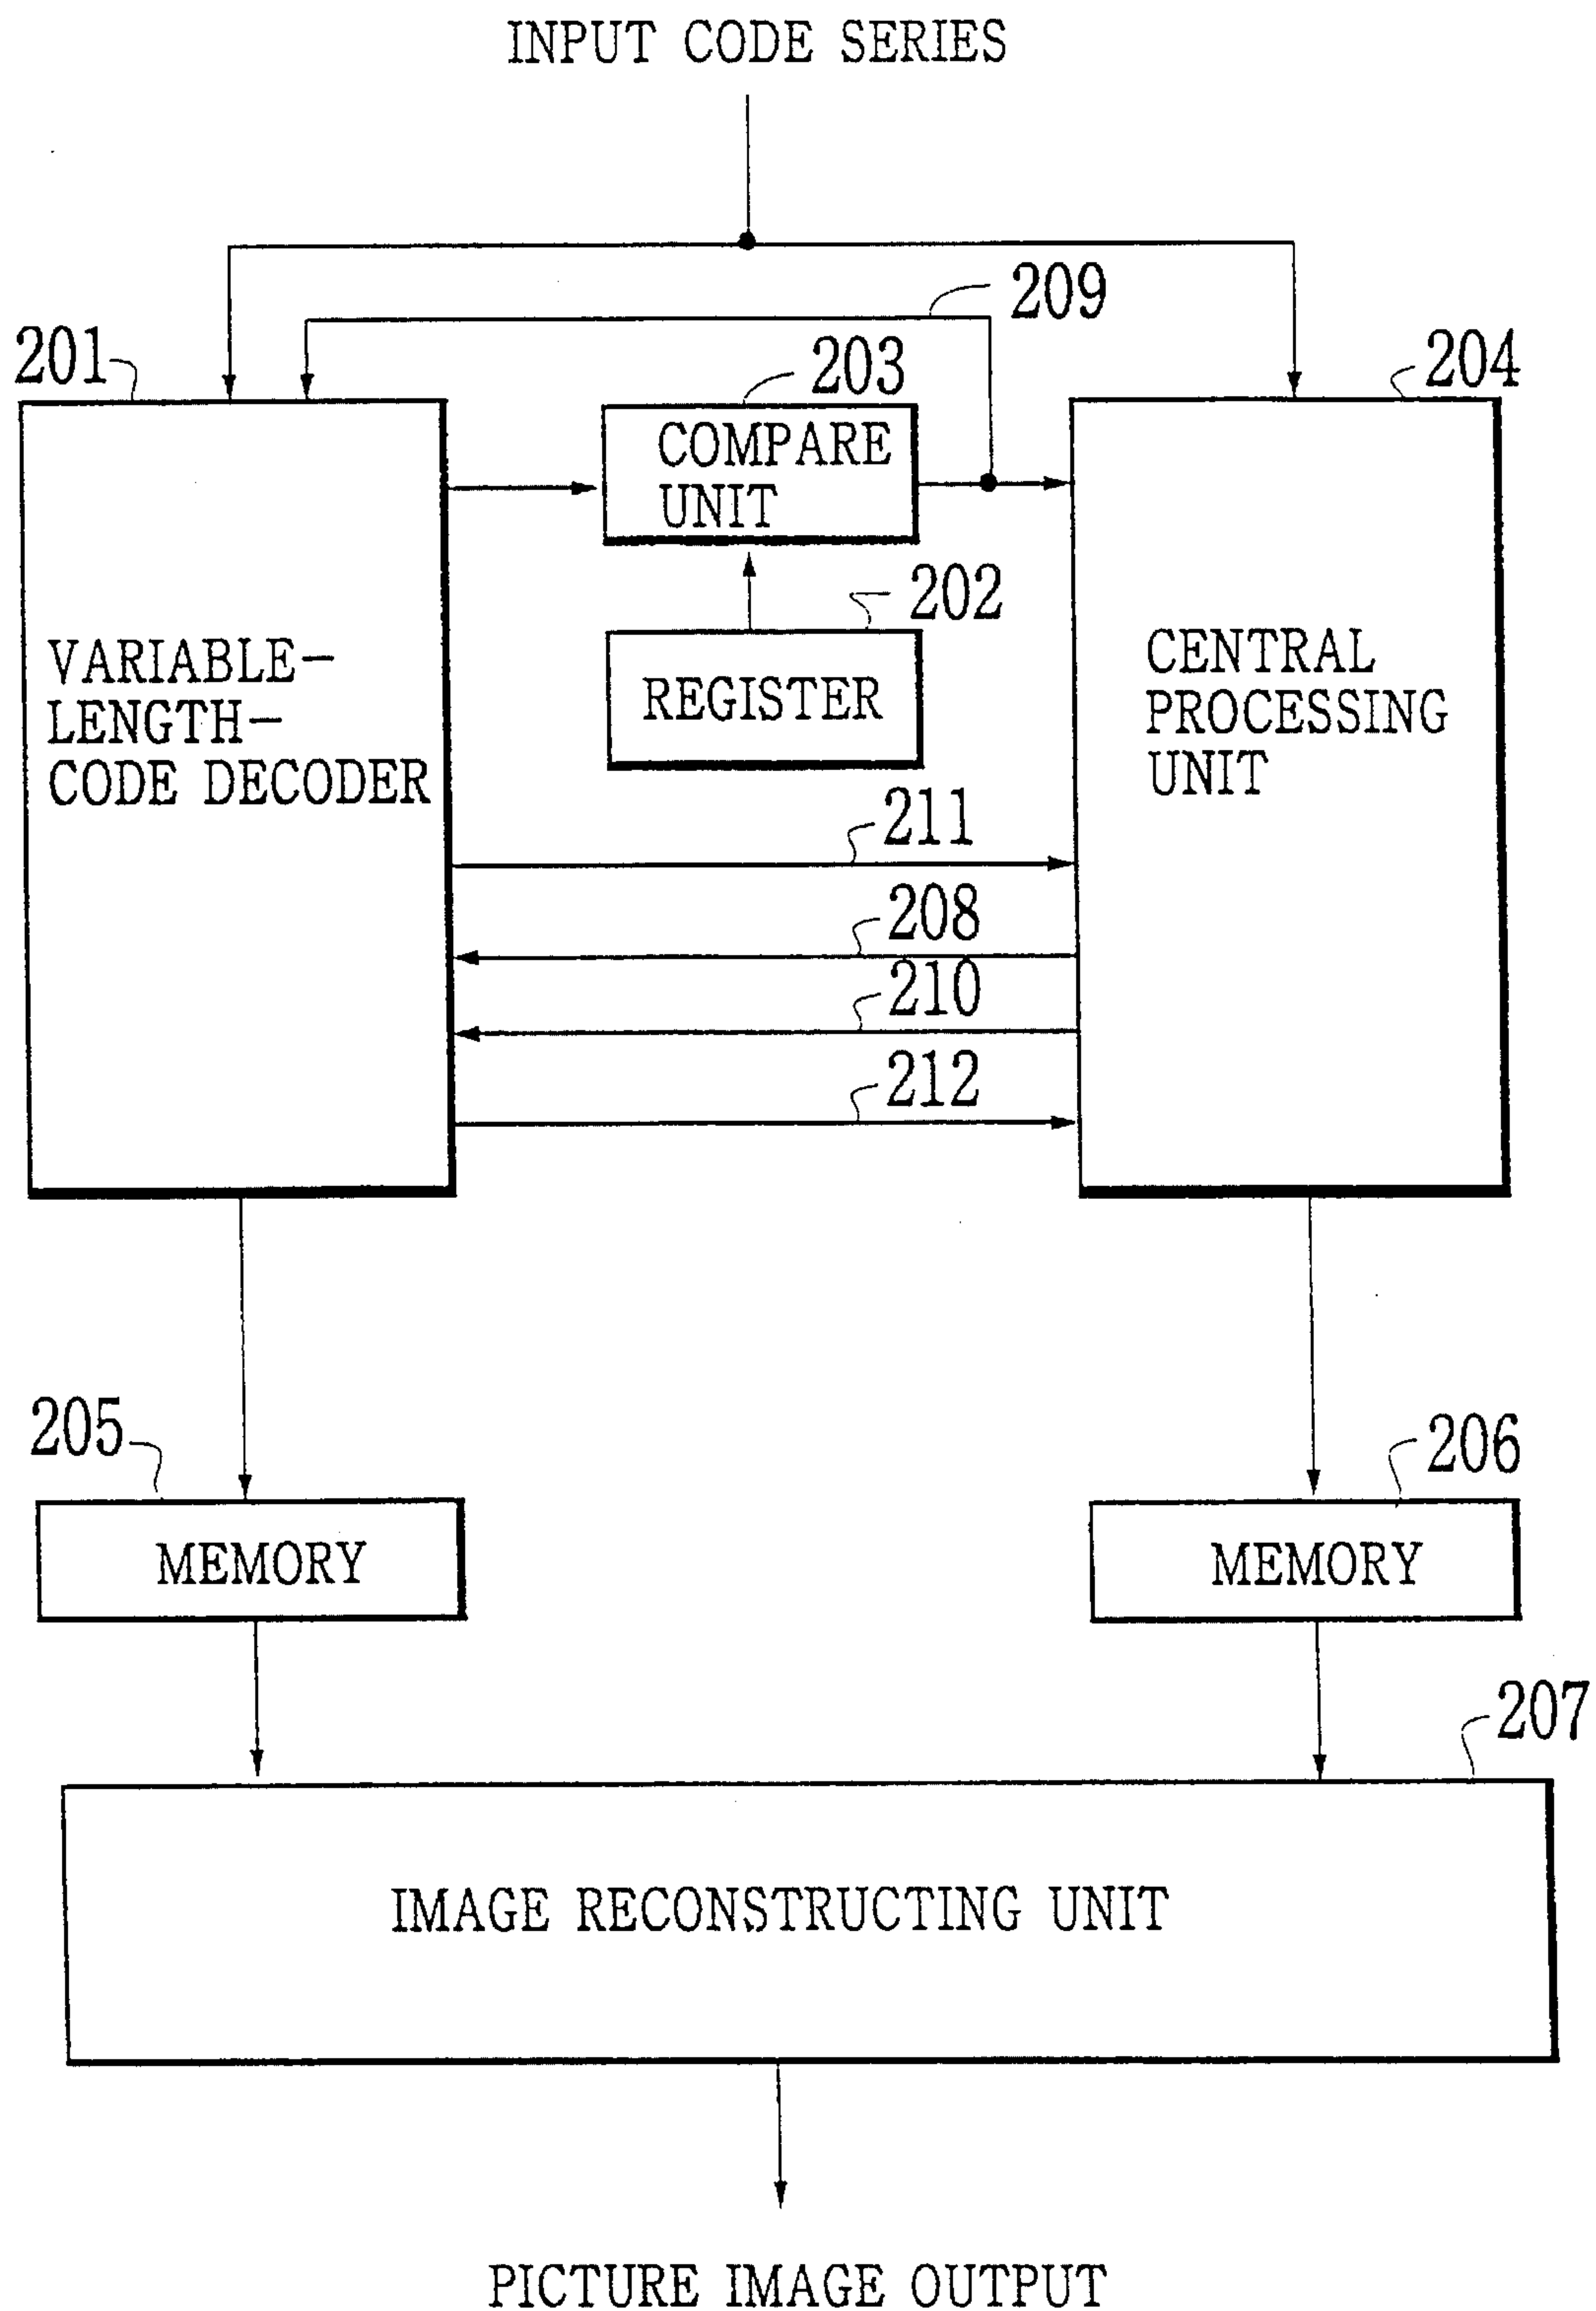 INPUT CODE SERIES
209
201
203
204
COMPARE
UNIT
202
REGISTER
VARIABLE-
LENGTH-
CODE DECODER
CENTRAL
PROCESSING
UNIT
211
208
210
212
205
206
MEMORY
MEMORY
207
IMAGE RECONSTRUCTING UNIT
PICTURE IMAGE OUTPUT